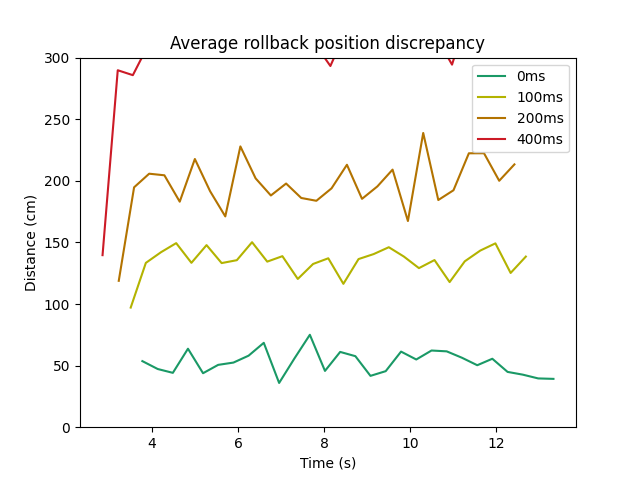 Average rollback position discrepancy
300
250
200
150
100
50
0
Distance (cm)
0ms
100ms
200ms
400ms
4
6
8
10
12
Time (s)